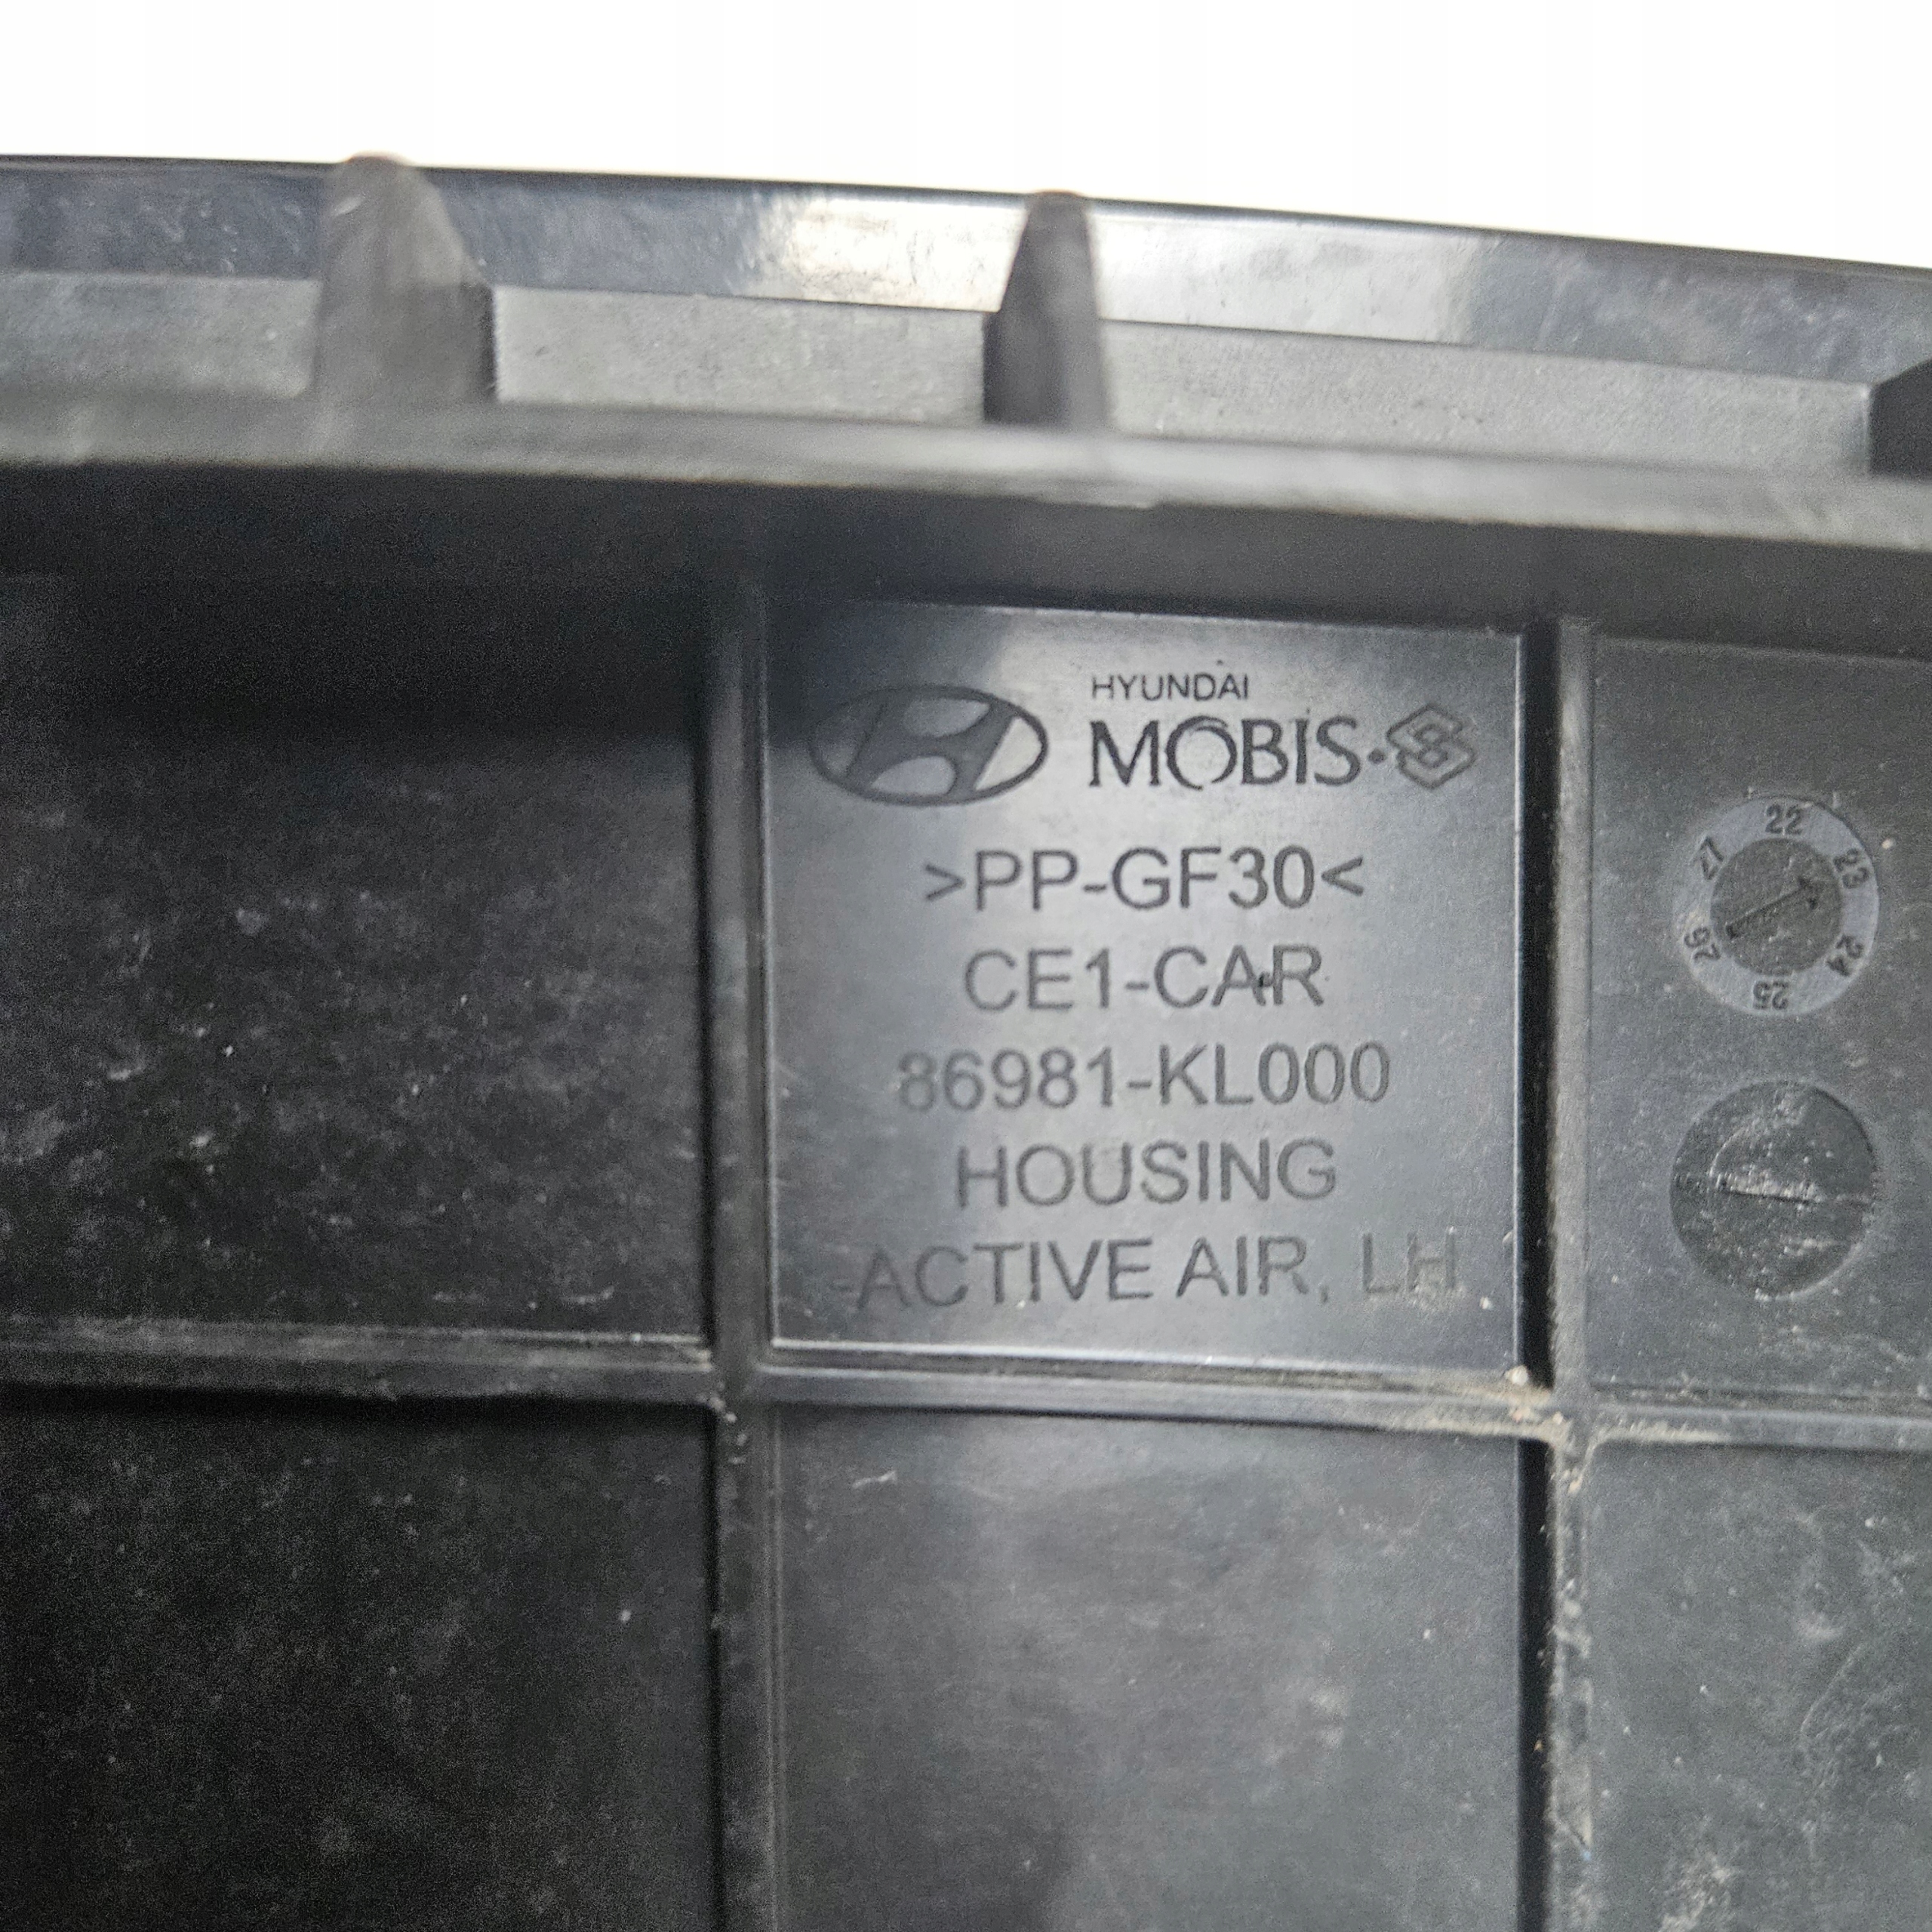 HYUNDAI
MOBIS
>PP-GF30<
CE1-CAR
86981-KL000
HOUSING
-ACTIVE AIR, LH
22
23
24
25
26
27